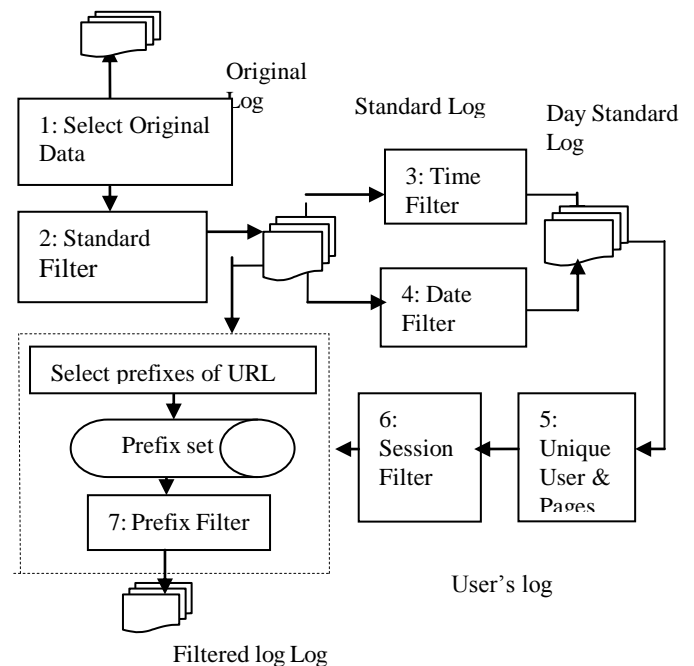 Original
Log
Standard Log
Day Standard
Log
1: Select Original
Data
3: Time
Filter
2: Standard
Filter
4: Date
Filter
Select prefixes of URL
Prefix set
6:
Session
Filter
5:
Unique
User &
Pages
7: Prefix Filter
User's log
Filtered log Log